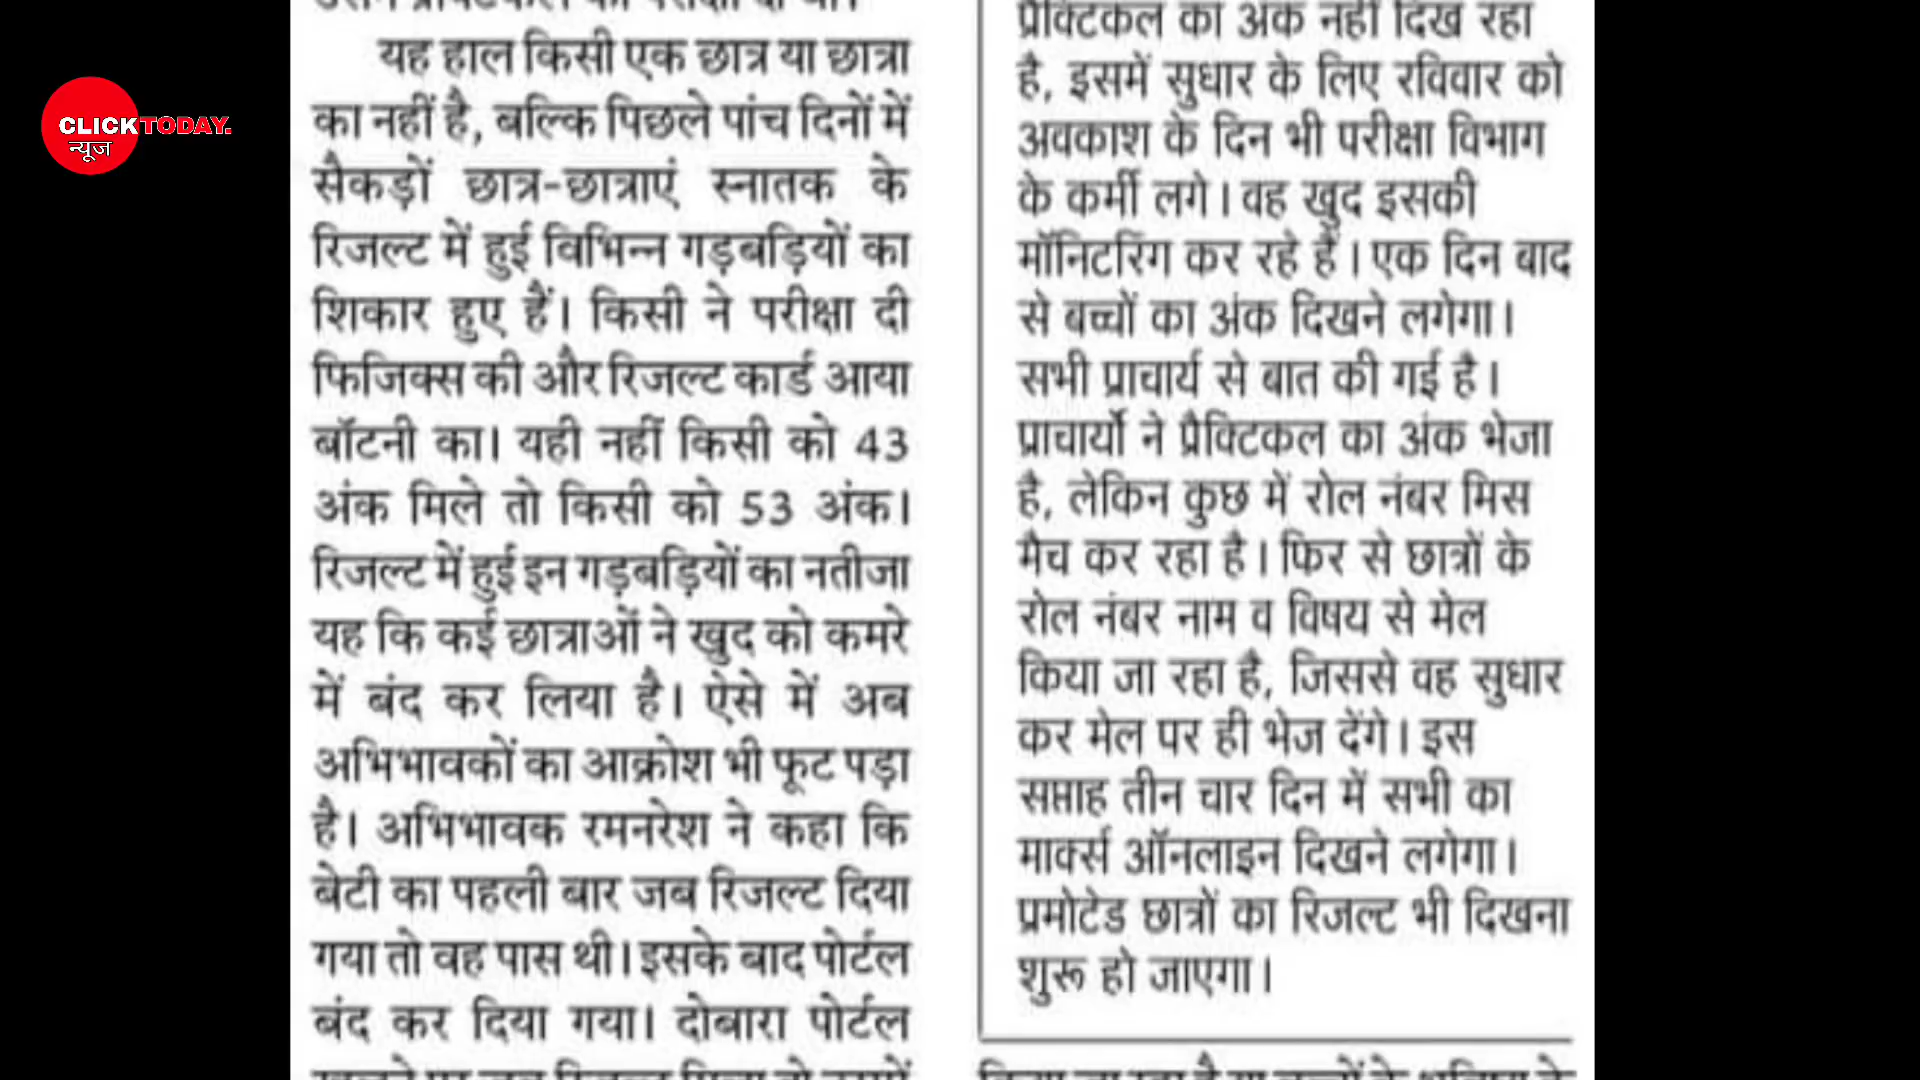 CLICKTODAY.
न्यूज
यह हाल किसी एक छात्र या छात्रा
का नहीं है, बल्कि पिछले पांच दिनों में
सैकड़ों छात्र-छात्राएं स्नातक के
रिजल्ट में हुई विभिन्न गड़बड़ियों का
शिकार हुए हैं। किसी ने परीक्षा दी
फिजिक्स की और रिजल्ट कार्ड आया
बॉटनी का। यही नहीं किसी को 43
अंक मिले तो किसी को 53 अंक।
रिजल्ट में हुई इन गड़बड़ियों का नतीजा
यह कि कई छात्राओं ने खुद को कमरे
में बंद कर लिया है। ऐसे में अब
अभिभावकों का आक्रोश भी फूट पड़ा
है। अभिभावक रमनरेश ने कहा कि
बेटी का पहली बार जब रिजल्ट दिया
गया तो वह पास थी। इसके बाद पोर्टल
बंद कर दिया गया। दोबारा पोर्टल
प्रैक्टिकल का अंक नहीं दिख रहा
है, इसमें सुधार के लिए रविवार को
अवकाश के दिन भी परीक्षा विभाग
के कर्मी लगे। वह खुद इसकी
मॉनिटरिंग कर रहे हैं। एक दिन बाद
से बच्चों का अंक दिखने लगेगा।
सभी प्राचार्य से बात की गई है।
प्राचार्यों ने प्रैक्टिकल का अंक भेजा
है, लेकिन कुछ में रोल नंबर मिस
मैच कर रहा है। फिर से छात्रों के
रोल नंबर नाम व विषय से मेल
किया जा रहा है, जिससे वह सुधार
कर मेल पर ही भेज देंगे। इस
सप्ताह तीन चार दिन में सभी का
मार्क्स ऑनलाइन दिखने लगेगा।
प्रमोटेड छात्रों का रिजल्ट भी दिखना
शुरू हो जाएगा।